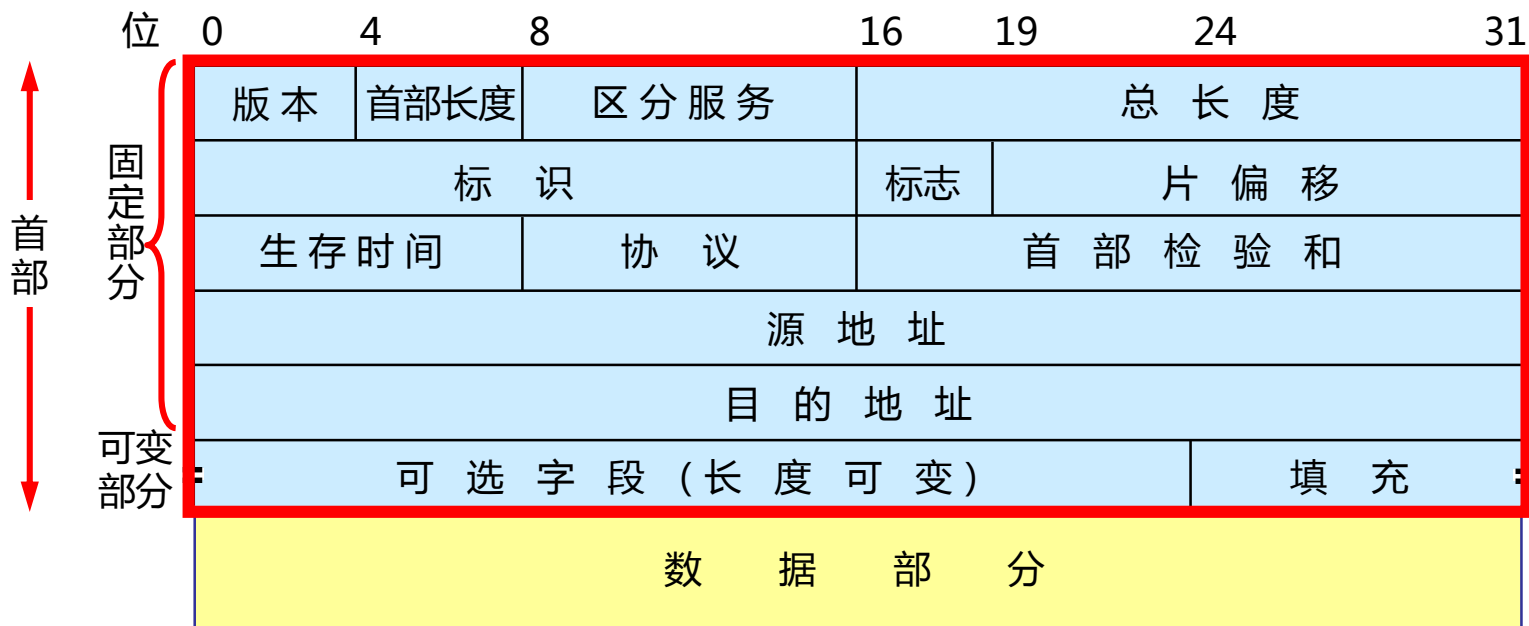 位 0 4 8 16 19 24 31
版本 首部长度 区分服务 总长度
标识 标志 片偏移
生存时间 协议 首部检验和
源地址
目的地址
可选字段(长度可变) 填充
数据部分
首部
固定部分
可变
部分